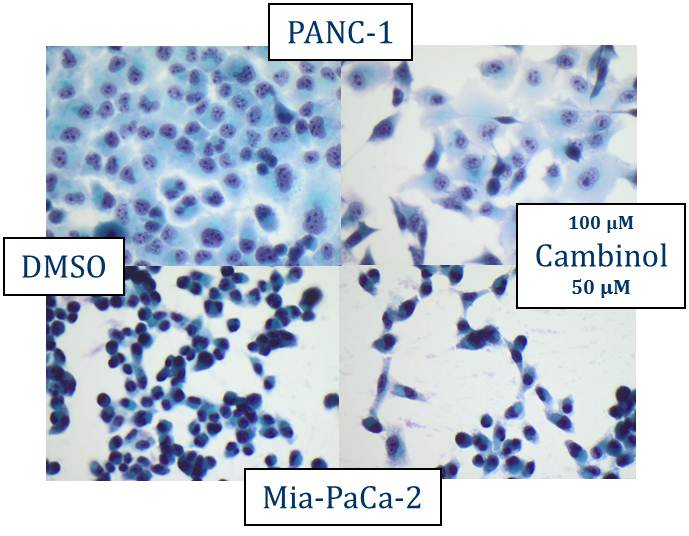 PANC-1
DMSO
100 µM
Cambinol
50 µM
Mia-PaCa-2